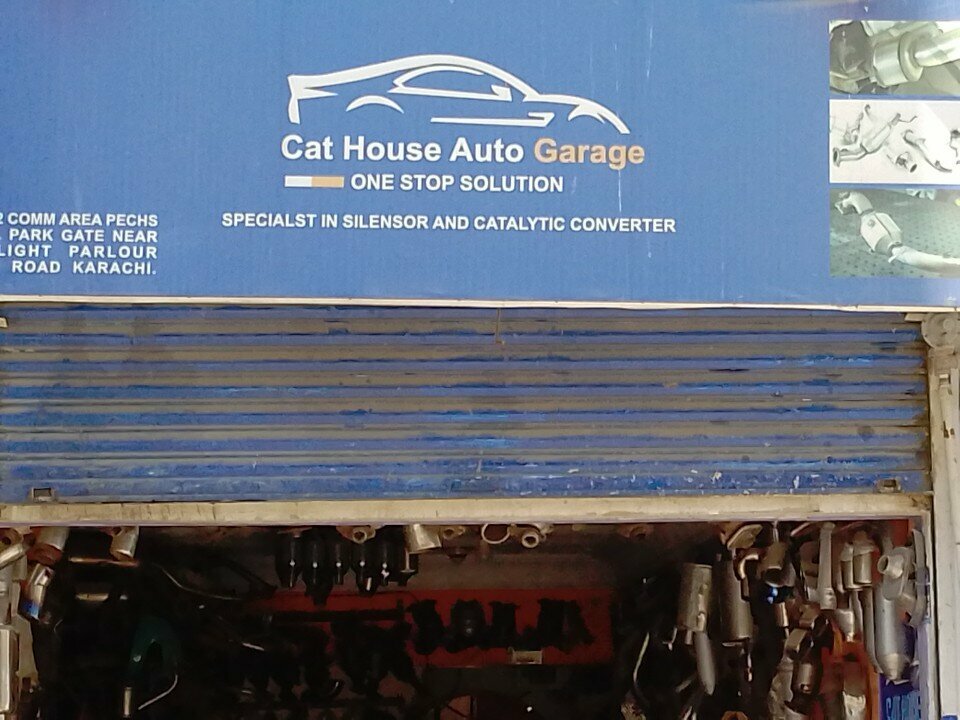 Cat House Auto Garage
ONE STOP SOLUTION
SPECIALST IN SILENSOR AND CATALYTIC CONVERTER
2 COMM AREA PECHS
PARK GATE NEAR
LIGHT PARLOUR
ROAD KARACHI.